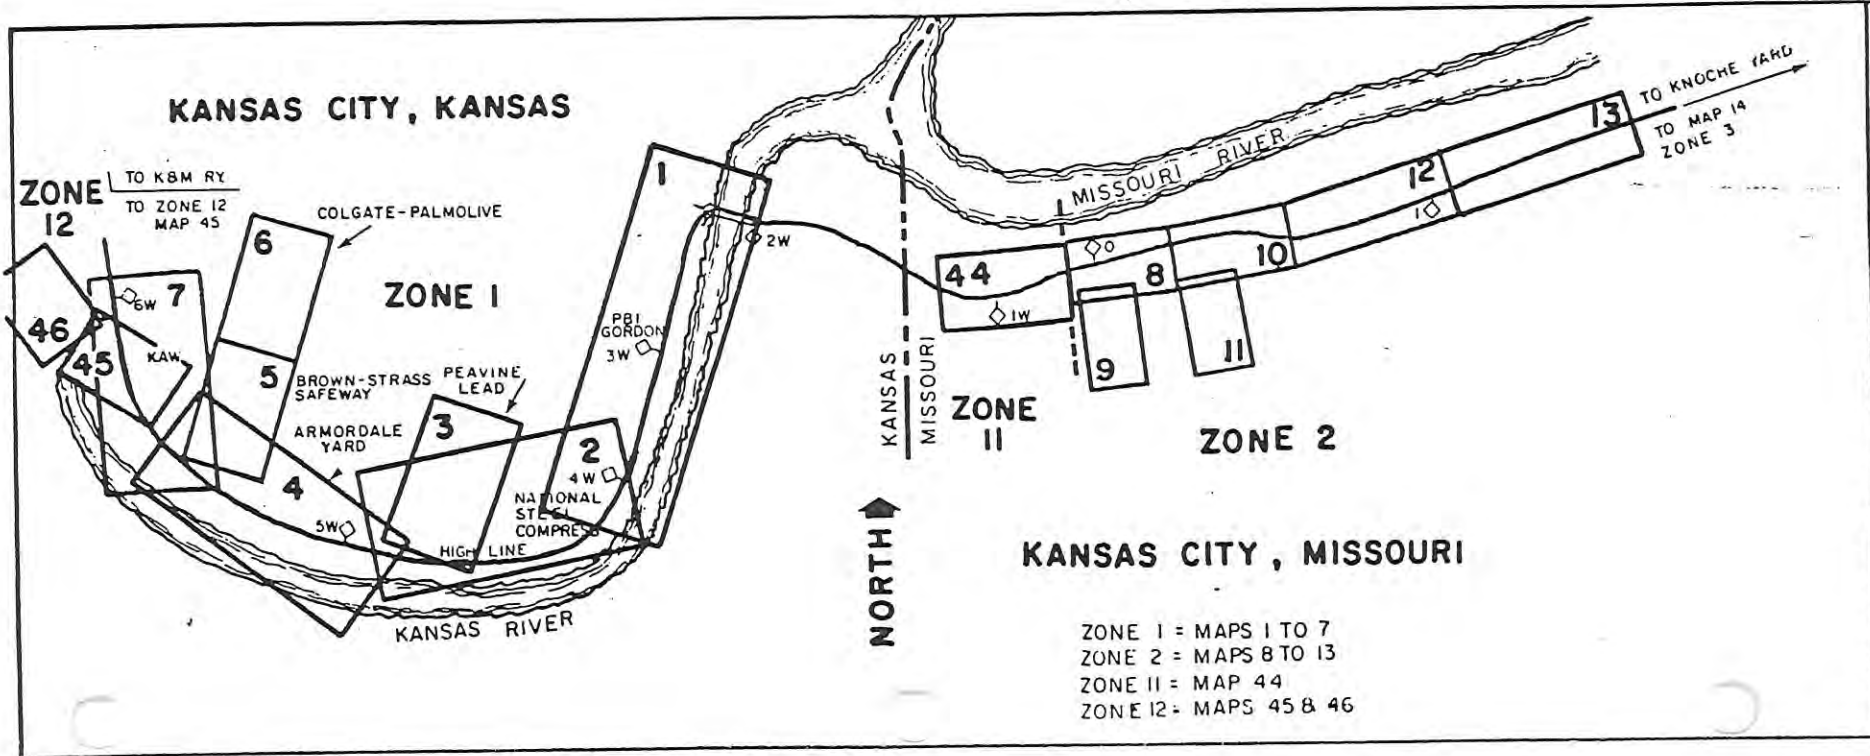 KANSAS CITY, KANSAS
ZONE
12
TO K&M RY
TO ZONE 12
MAP 45
COLGATE-PALMOLIVE
6
7
6W
46
45
KAW
5
ZONE 1
BROWN-STRASS
SAFEWAY
ARMORDALE
YARD
4
5W
3
PEAVINE
LEAD
HIGH LINE
2
4W
NATIONAL
STEEL
COMPRESS
1
PBI
GORDON
3W
2W
KANSAS RIVER
KANSAS
MISSOURI
44
1W
ZONE
11
MISSOURI RIVER
0
8
9
10
11
12
1
13
TO KNOCHE YARD
TO MAP 14
ZONE 3
ZONE 2
NORTH
KANSAS CITY, MISSOURI
ZONE 1 = MAPS 1 TO 7
ZONE 2 = MAPS 8 TO 13
ZONE 11 = MAP 44
ZONE 12 = MAPS 45 & 46